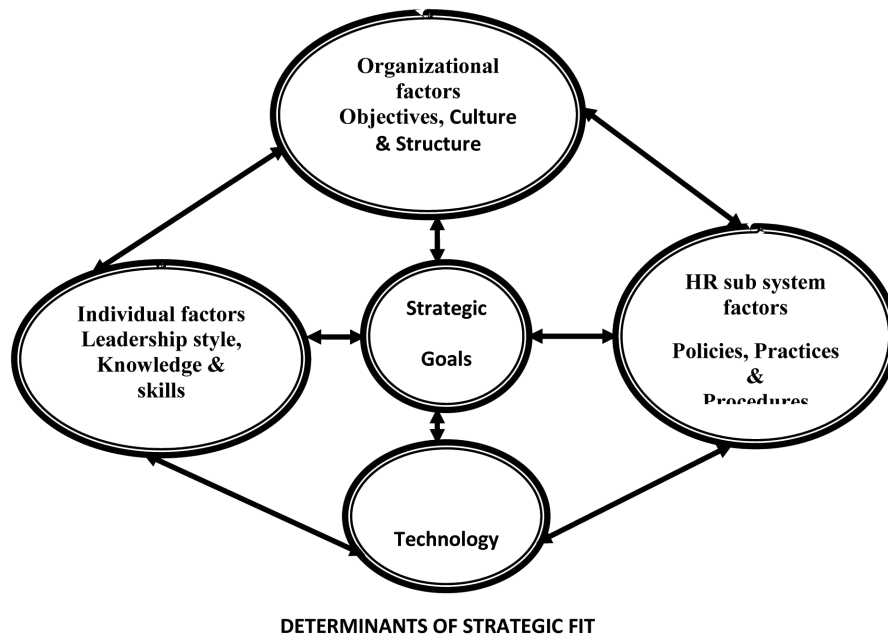 Organizational
factors
Objectives, Culture
& Structure
Individual factors
Leadership style,
Knowledge &
skills
Strategic
Goals
HR sub system
factors
Policies, Practices
&
Procedures
Technology
DETERMINANTS OF STRATEGIC FIT